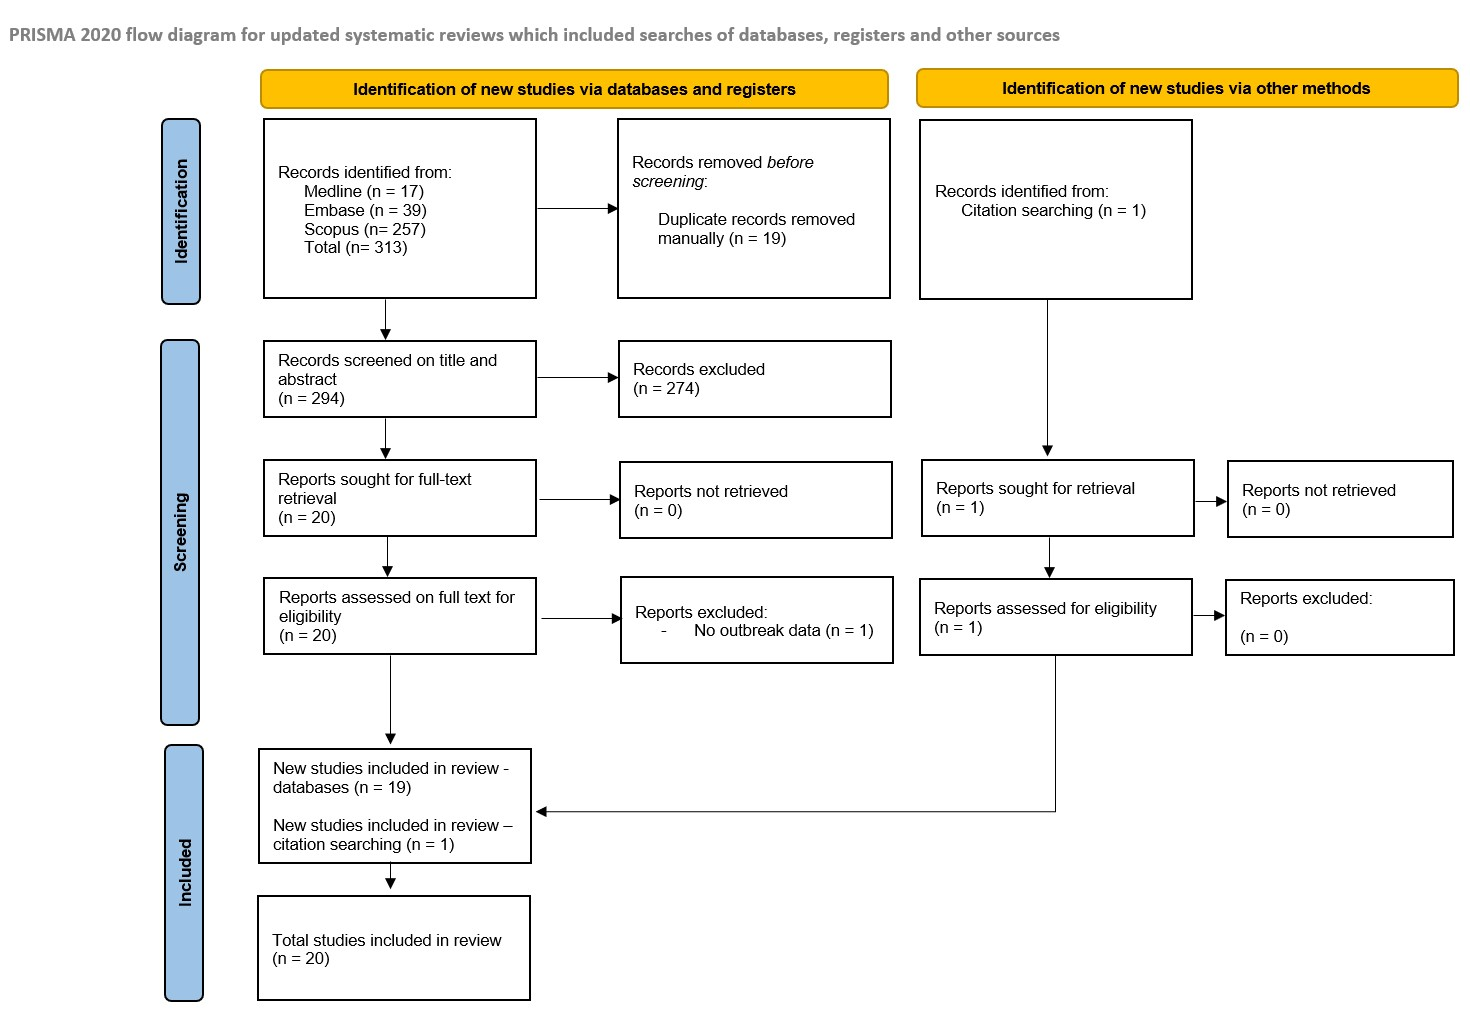 PRISMA 2020 flow diagram for updated systematic reviews which included searches of databases, registers and other sources
Identification of new studies via databases and registers
Identification of new studies via other methods
Identification
Records identified from:
Medline (n = 17)
Embase (n = 39)
Scopus (n= 257)
Total (n= 313)
Records removed before
screening:
Duplicate records removed
manually (n = 19)
Records identified from:
Citation searching (n = 1)
Screening
Records screened on title and
abstract
(n = 294)
Records excluded
(n = 274)
Reports sought for full-text
retrieval
(n = 20)
Reports not retrieved
(n = 0)
Reports sought for retrieval
(n = 1)
Reports not retrieved
(n = 0)
Reports assessed on full text for
eligibility
(n = 20)
Reports excluded:
- No outbreak data (n = 1)
Reports assessed for eligibility
(n = 1)
Reports excluded:
(n = 0)
Included
New studies included in review -
databases (n = 19)
New studies included in review –
citation searching (n = 1)
Total studies included in review
(n = 20)